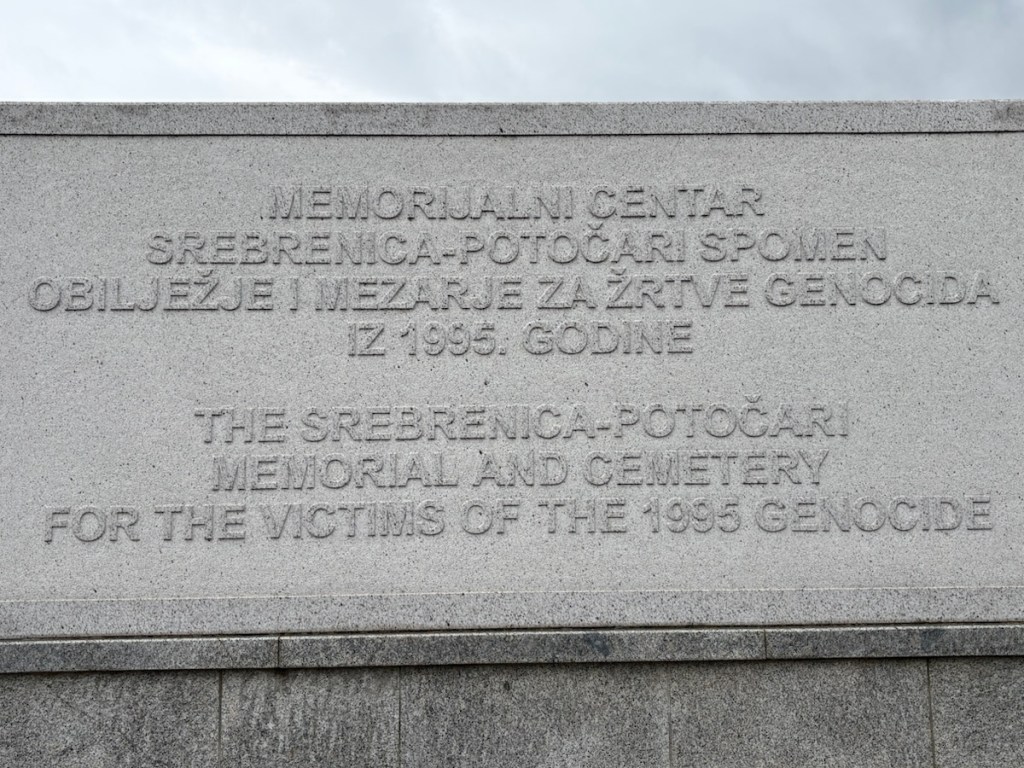 MEMORIJALNI CENTAR
SREBRENICA-POTOČARI SPOMEN
OBILJEŽJE I MEZARJE ZA ŽRTVE GENOCIDA
IZ 1995. GODINE
THE SREBRENICA-POTOČARI
MEMORIAL AND CEMETERY
FOR THE VICTIMS OF THE 1995 GENOCIDE